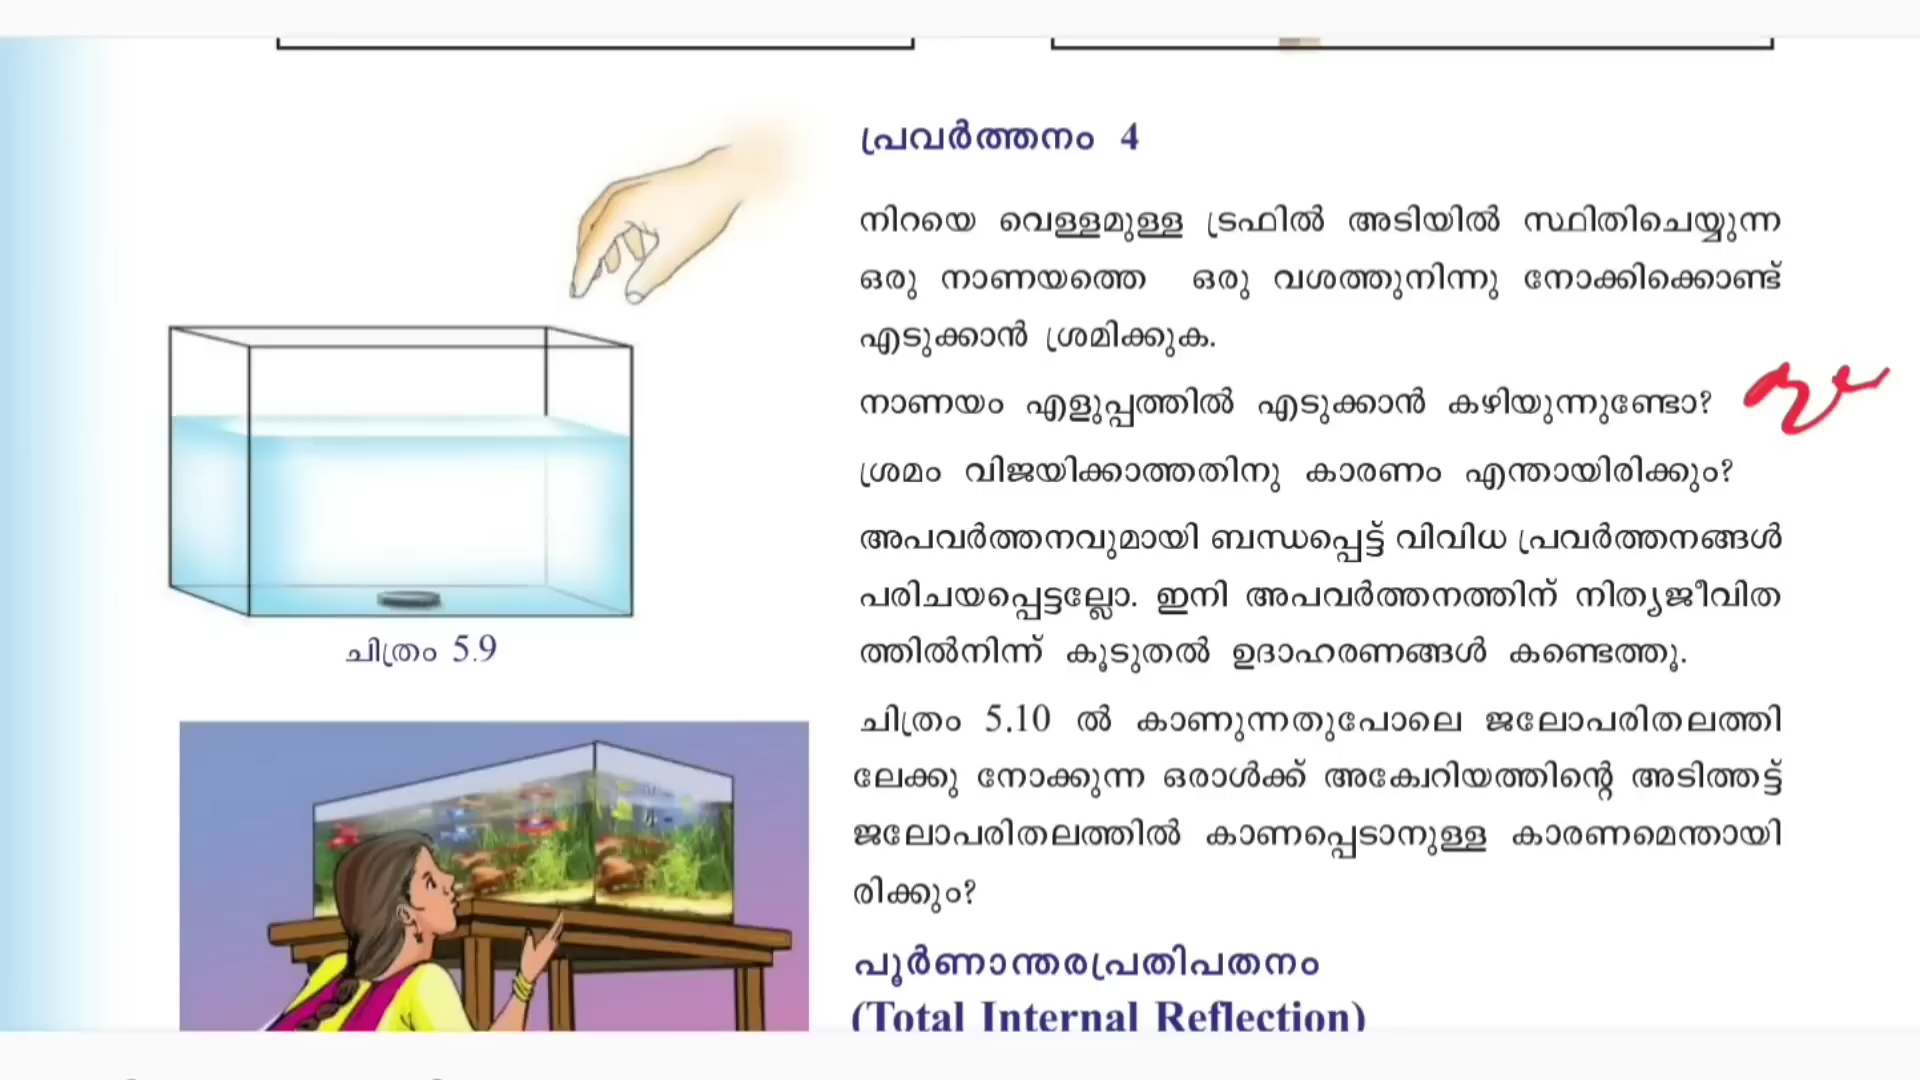 പ്രവർത്തനം 4
നിറയെ വെള്ളമുള്ള ട്രഫിൽ അടിയിൽ സ്ഥിതിചെയ്യുന്ന
ഒരു നാണയത്തെ ഒരു വശത്തുനിന്നു നോക്കിക്കൊണ്ട്
എടുക്കാൻ ശ്രമിക്കുക.
നാണയം എളുപ്പത്തിൽ എടുക്കാൻ കഴിയുന്നുണ്ടോ?
ശ്രമം വിജയിക്കാത്തതിനു കാരണം എന്തായിരിക്കും?
അപവർത്തനവുമായി ബന്ധപ്പെട്ട് വിവിധ പ്രവർത്തനങ്ങൾ
പരിചയപ്പെട്ടല്ലോ. ഇനി അപവർത്തനത്തിന് നിത്യജീവിത
ത്തിൽനിന്ന് കൂടുതൽ ഉദാഹരണങ്ങൾ കണ്ടെത്തൂ.
ചിത്രം 5.9
ചിത്രം 5.10 ൽ കാണുന്നതുപോലെ ജലോപരിതലത്തി
ലേക്കു നോക്കുന്ന ഒരാൾക്ക് അക്വേറിയത്തിന്റെ അടിത്തട്ട്
ജലോപരിതലത്തിൽ കാണപ്പെടാനുള്ള കാരണമെന്തായി
രിക്കും?
പൂർണാന്തരപ്രതിപതനം
(Total Internal Reflection)